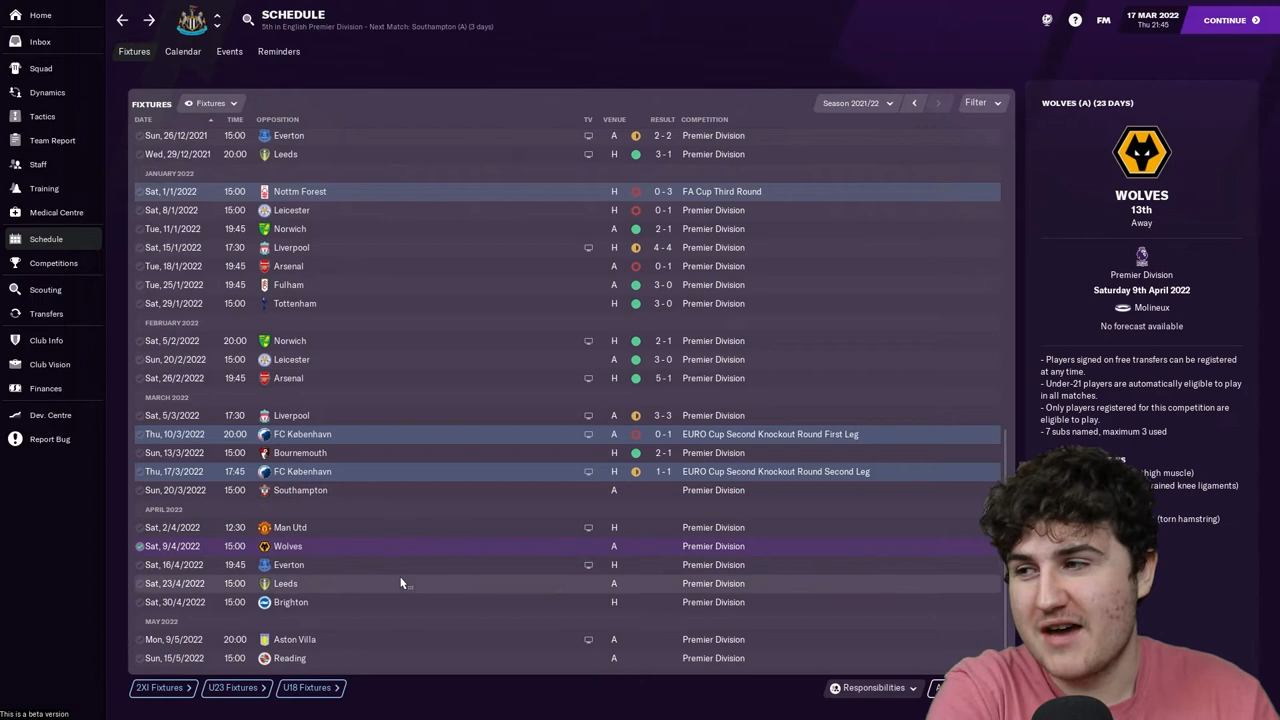 Home
SCHEDULE
5th in English Premier Division - Next Match: Southampton (A) (3 days)
FM
17 MAR 2022
Thu 21:45
CONTINUE
Inbox
Fixtures Calendar Events Reminders
Squad
Dynamics
Tactics
Team Report
Staff
Training
Medical Centre
Schedule
Competitions
Scouting
Transfers
Club Info
Club Vision
Finances
Dev. Centre
Report Bug
This is a beta version
FIXTURES Fixtures Season 2021/22 Filter
DATE TIME OPPOSITION TV VENUE RESULT COMPETITION
Sun, 26/12/2021 15:00 Everton A 2 - 2 Premier Division
Wed, 29/12/2021 20:00 Leeds H 3 - 1 Premier Division
JANUARY 2022
Sat, 1/1/2022 15:00 Nottm Forest H 0 - 3 FA Cup Third Round
Sat, 8/1/2022 15:00 Leicester H 0 - 1 Premier Division
Tue, 11/1/2022 19:45 Norwich A 2 - 1 Premier Division
Sat, 15/1/2022 17:30 Liverpool H 4 - 4 Premier Division
Tue, 18/1/2022 19:45 Arsenal A 0 - 1 Premier Division
Tue, 25/1/2022 19:45 Fulham A 3 - 0 Premier Division
Sat, 29/1/2022 15:00 Tottenham H 3 - 0 Premier Division
FEBRUARY 2022
Sat, 5/2/2022 20:00 Norwich H 2 - 1 Premier Division
Sun, 20/2/2022 15:00 Leicester A 3 - 0 Premier Division
Sat, 26/2/2022 19:45 Arsenal H 5 - 1 Premier Division
MARCH 2022
Sat, 5/3/2022 17:30 Liverpool A 3 - 3 Premier Division
Thu, 10/3/2022 20:00 FC København A 0 - 1 EURO Cup Second Knockout Round First Leg
Sun, 13/3/2022 15:00 Bournemouth H 2 - 1 Premier Division
Thu, 17/3/2022 17:45 FC København H 1 - 1 EURO Cup Second Knockout Round Second Leg
Sun, 20/3/2022 15:00 Southampton A Premier Division
APRIL 2022
Sat, 2/4/2022 12:30 Man Utd H Premier Division
Sat, 9/4/2022 15:00 Wolves A Premier Division
Sat, 16/4/2022 19:45 Everton H Premier Division
Sat, 23/4/2022 15:00 Leeds A Premier Division
Sat, 30/4/2022 15:00 Brighton H Premier Division
MAY 2022
Mon, 9/5/2022 20:00 Aston Villa A Premier Division
Sun, 15/5/2022 15:00 Reading A Premier Division
2XI Fixtures U23 Fixtures U18 Fixtures Responsibilities
WOLVES (A) (23 DAYS)
WOLVES
13th
Away
Premier Division
Saturday 9th April 2022
Molineux
No forecast available
- Players signed on free transfers can be registered
at any time.
- Under-21 players are automatically eligible to play
in all matches.
- Only players registered for this competition are
eligible to play.
- 7 subs named, maximum 3 used
(torn hamstring)